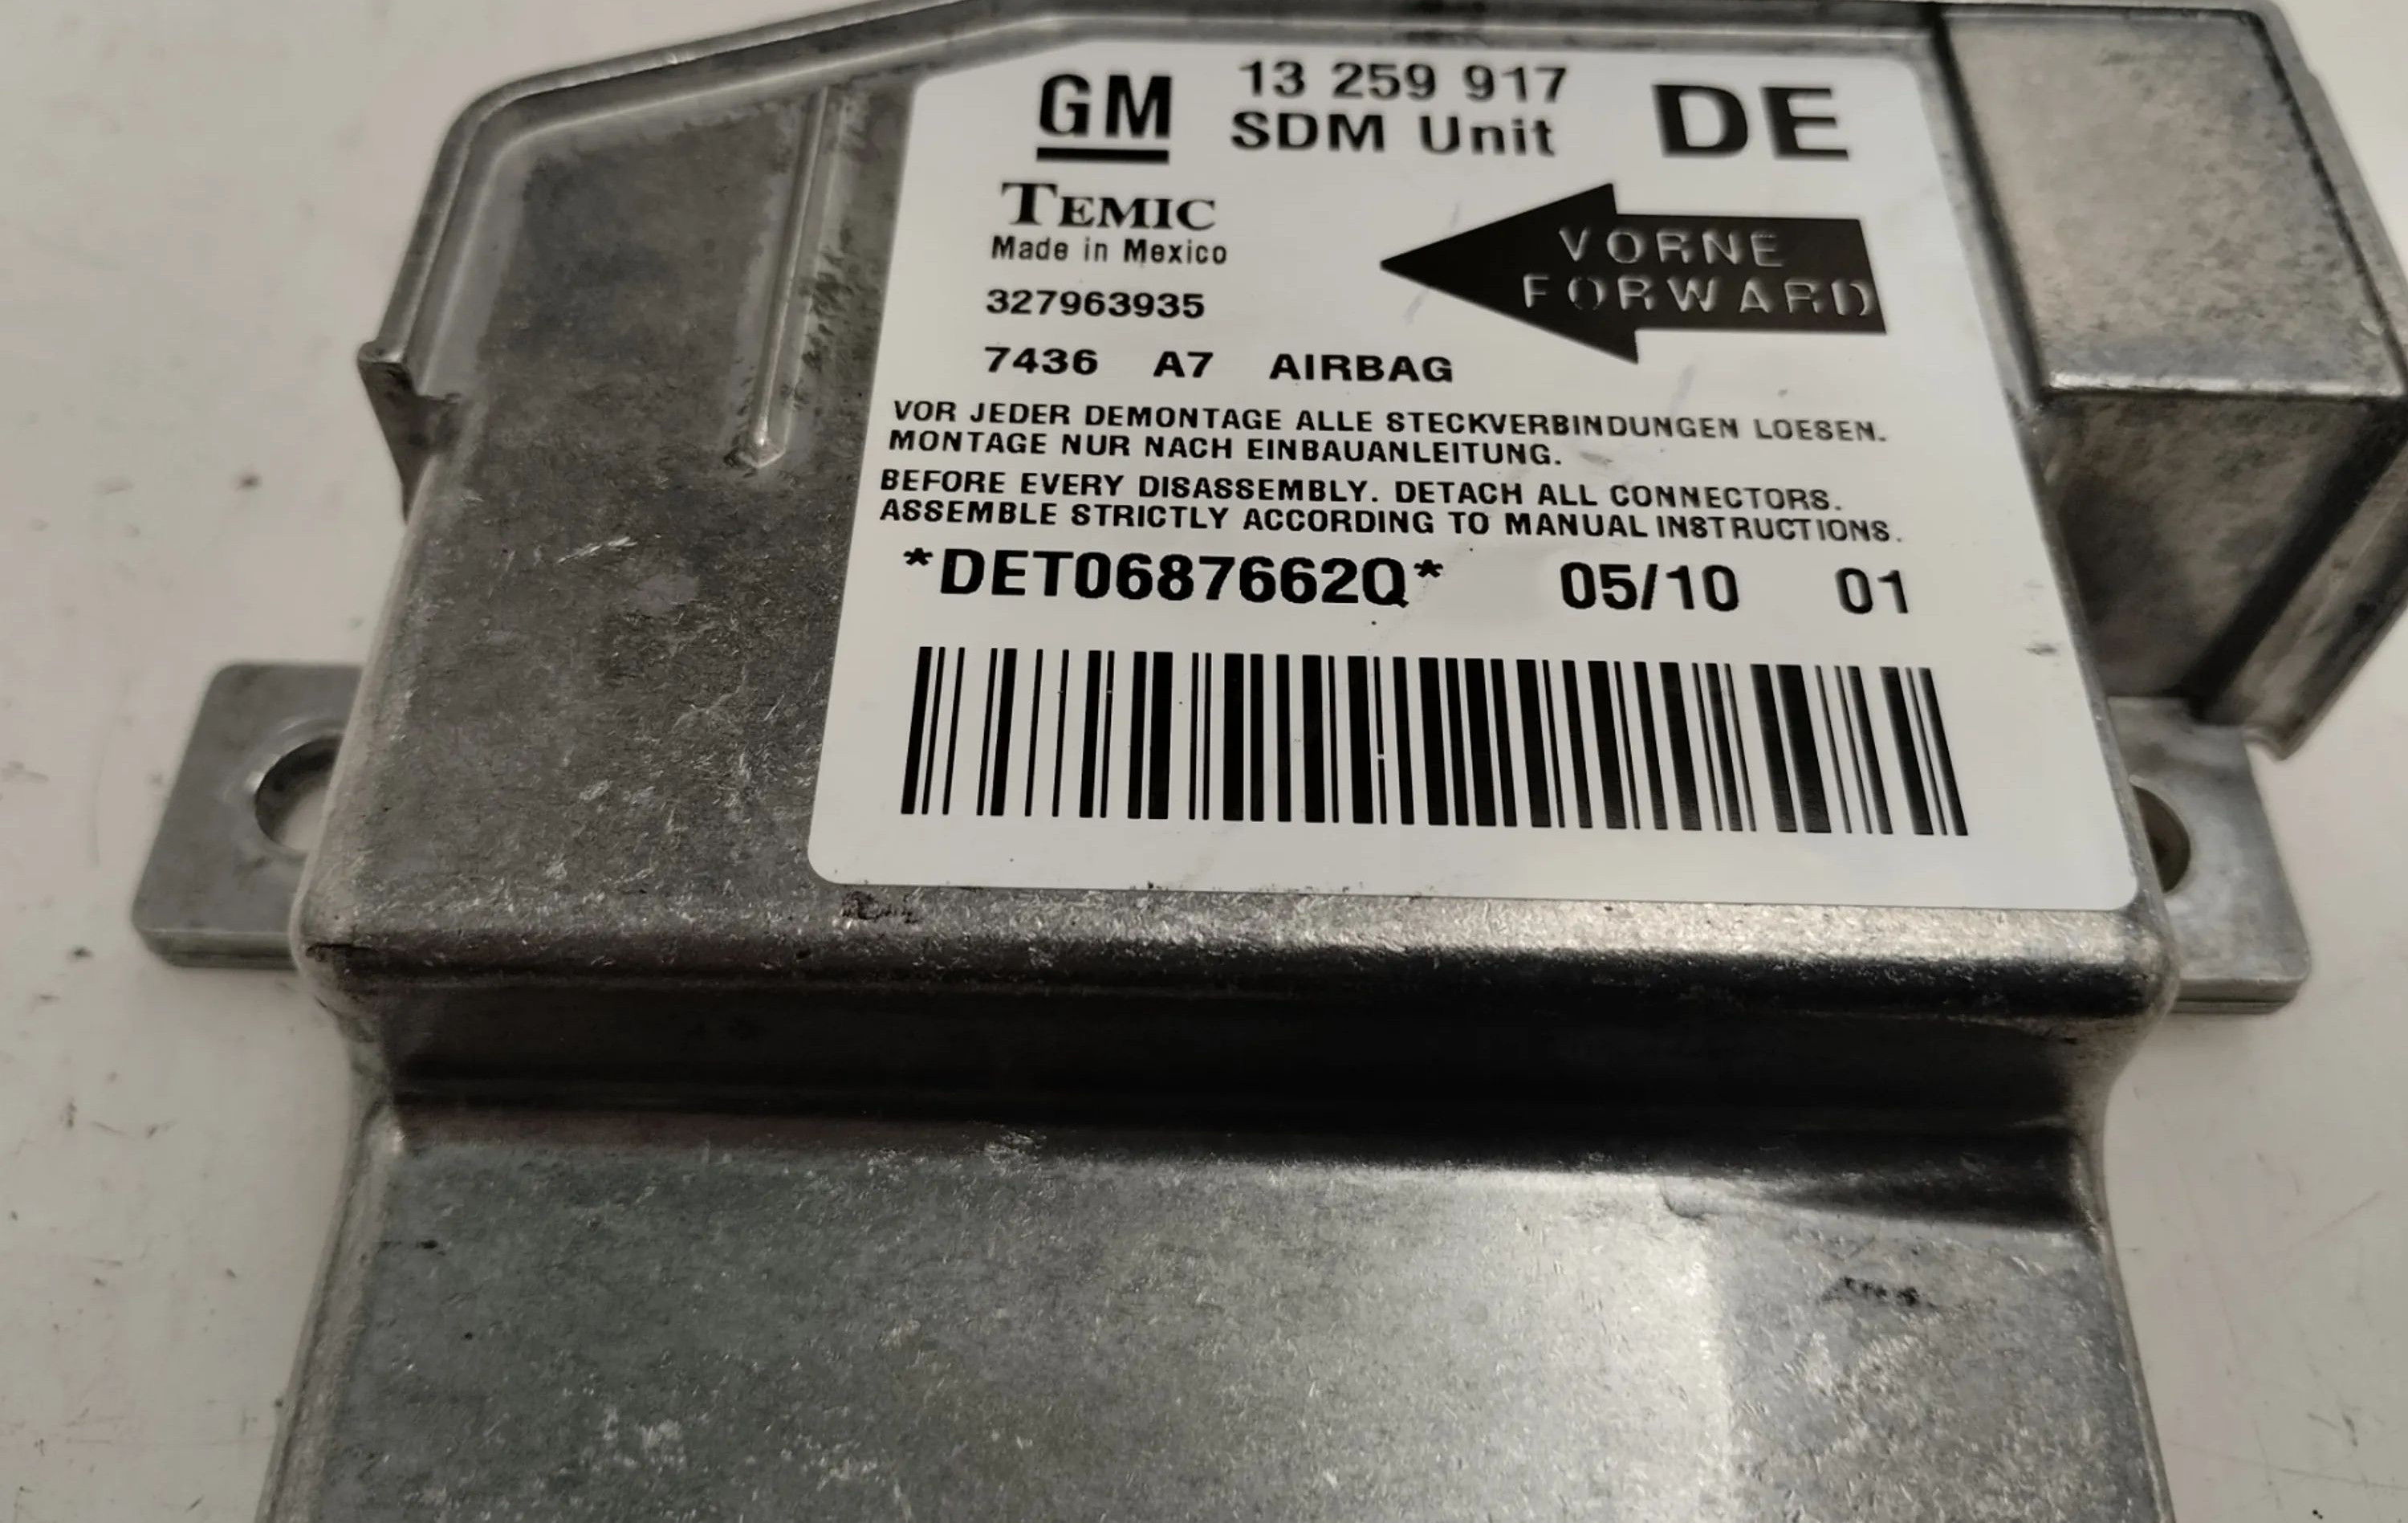 GM 13 259 917 DE
SDM Unit
TEMIC
Made in Mexico
VORNE
FORWARD
327963935
7436 A7 AIRBAG
VOR JEDER DEMONTAGE ALLE STECKVERBINDUNGEN LOESEN.
MONTAGE NUR NACH EINBAUANLEITUNG.
BEFORE EVERY DISASSEMBLY. DETACH ALL CONNECTORS.
ASSEMBLE STRICTLY ACCORDING TO MANUAL INSTRUCTIONS.
*DET0687662Q* 05/10 01